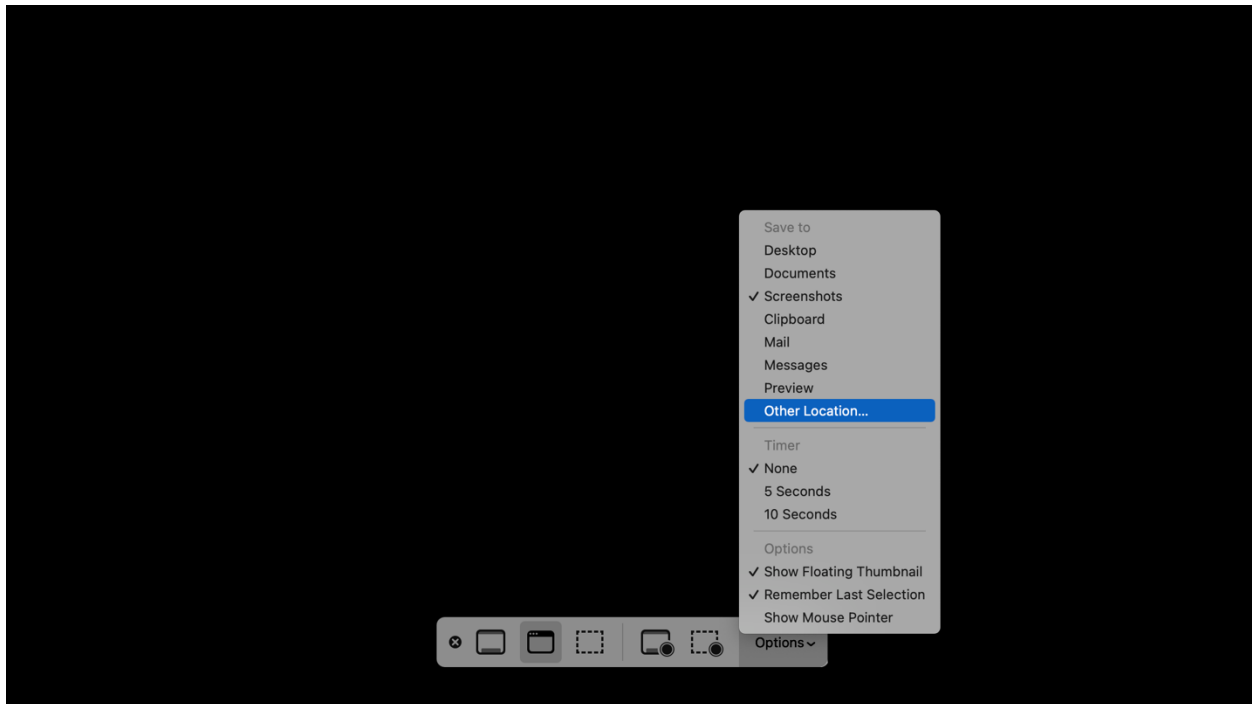 Save to
Desktop
Documents
Screenshots
Clipboard
Mail
Messages
Preview
Other Location...
Timer
None
5 Seconds
10 Seconds
Options
Show Floating Thumbnail
Remember Last Selection
Show Mouse Pointer
Options